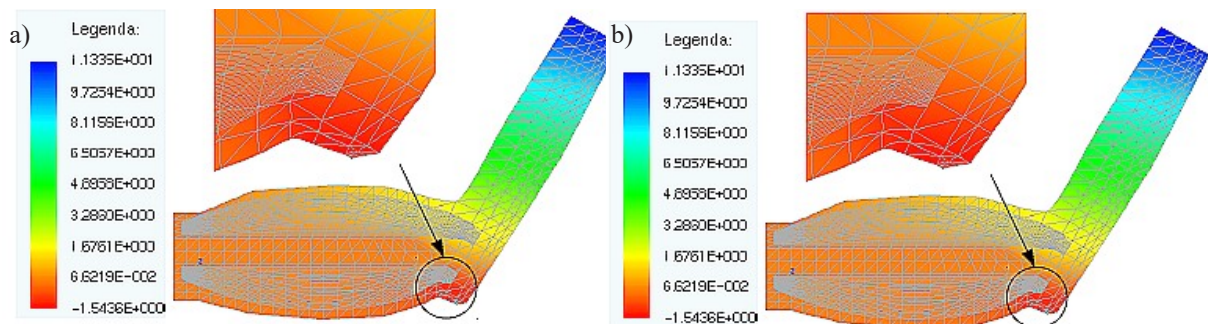 a)
Legenda:
1.1335E+001
9.7254E+000
8.1156E+000
6.5057E+000
4.8958E+000
3.2860E+000
1.6761E+000
6.6219E-002
-1.5436E+000
z
b)
Legenda:
1.1335E+001
9.7254E+000
8.1156E+000
6.5057E+000
4.8958E+000
3.2860E+000
1.6761E+000
6.6219E-002
-1.5436E+000
z